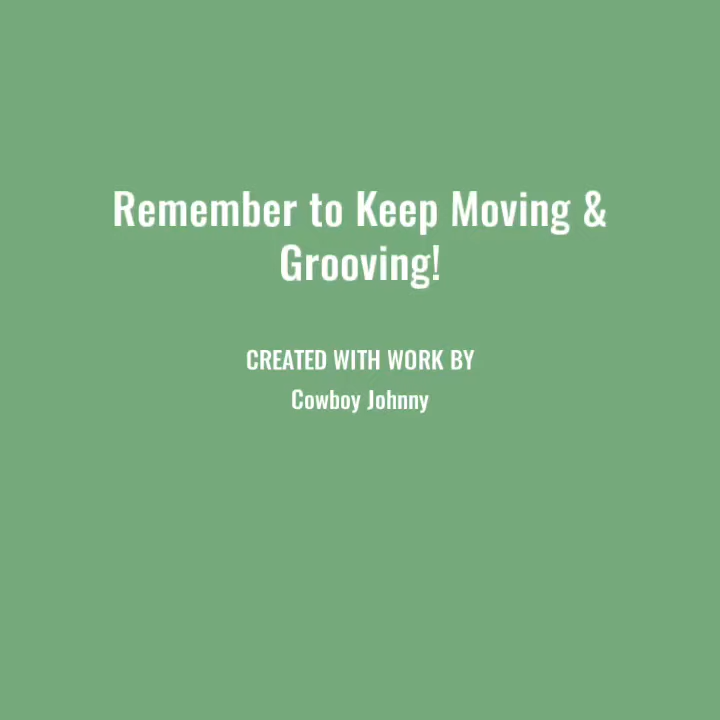 Remember to Keep Moving &
Grooving!
CREATED WITH WORK BY
Cowboy Johnny